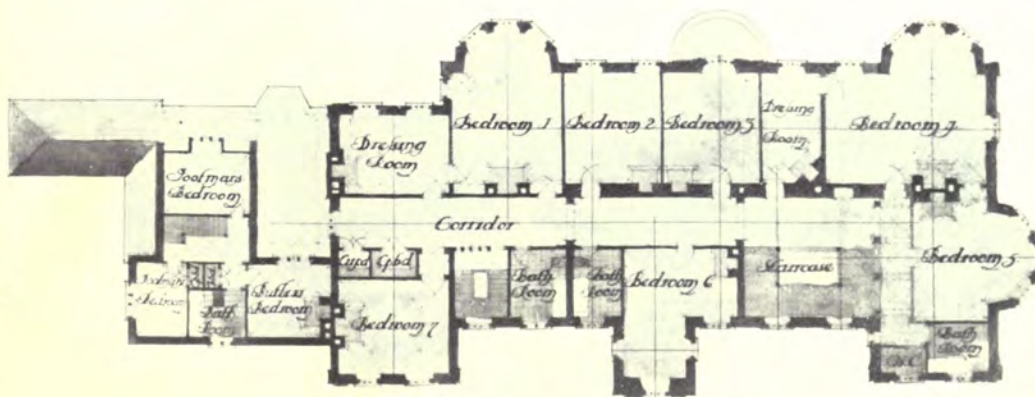 Bedroom 1
Bedroom 2
Bedroom 3
Dressing
Room
Bedroom 4
Dressing
Room
Footmans
Bedroom
Corridor
Cupd
Cpbd
Bath
Room
Bath
Room
Bedroom 6
Staircase
Bedroom 5
Bedroom
Bath
Room
Butlers
Bedroom
Bedroom 7
W.C
Bath
Room